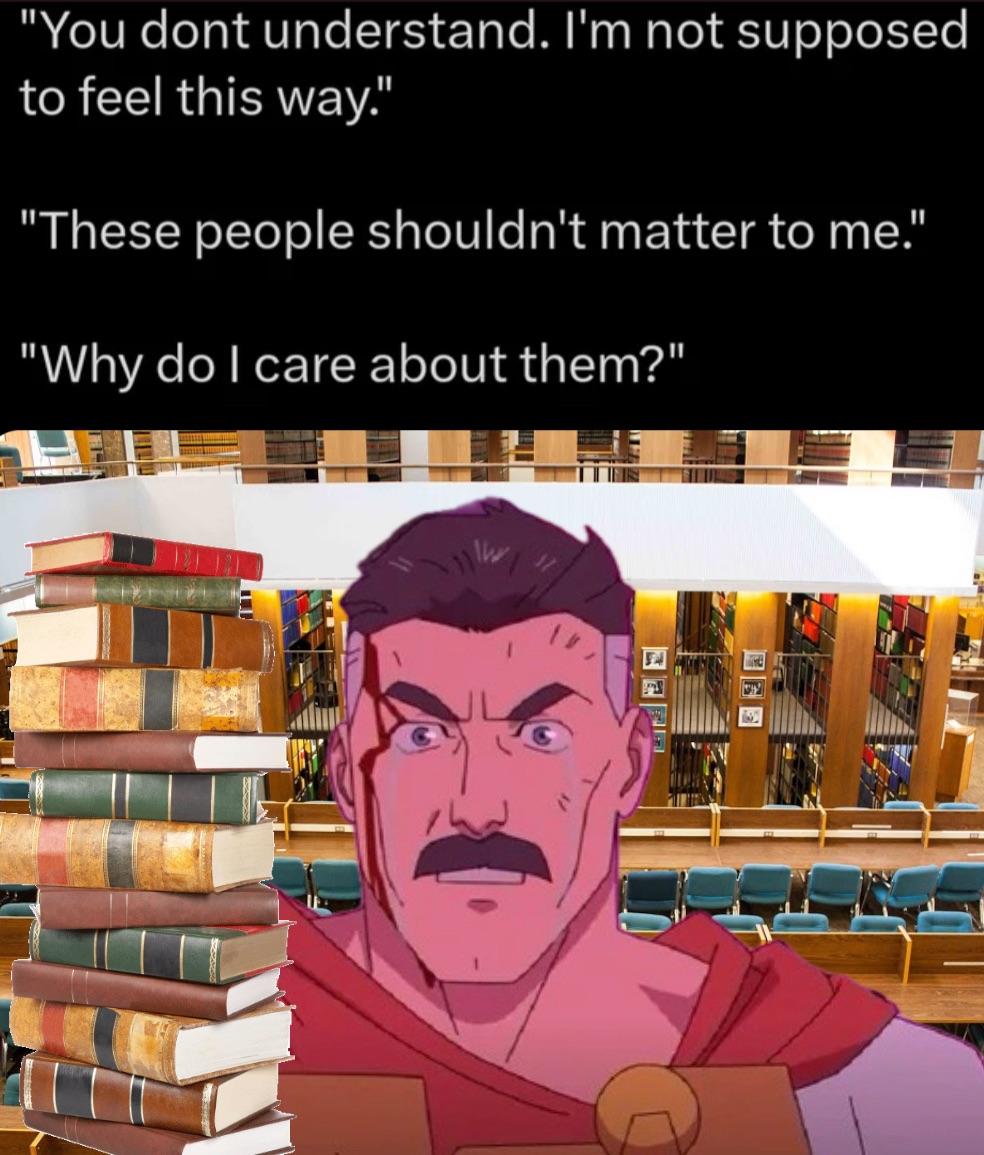 "You dont understand. I'm not supposed
to feel this way."
"These people shouldn't matter to me."
"Why do I care about them?"